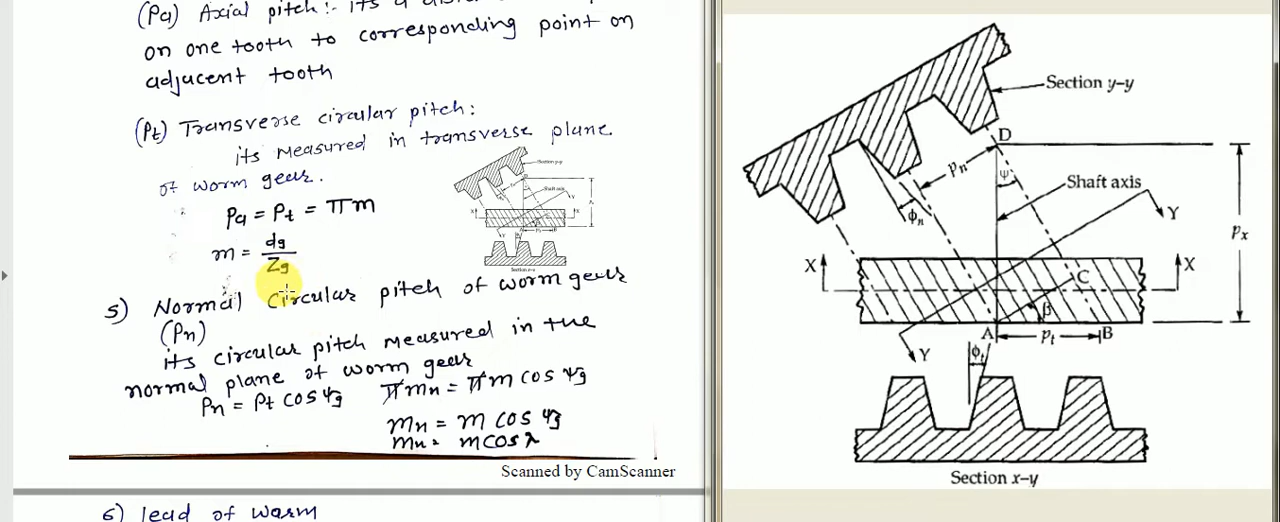 (Pa) Axial pitch :- its a
on one tooth to corresponding point on
adjacent tooth
(Pt) Transverse circular pitch :
its measured in transverse plane.
of worm gear.
Pa = Pt = πm
m = dg / Zg
5) Normal circular pitch of worm gear
(Pn)
its circular pitch measured in the
normal plane of worm gear
Pn = Pt cos ψg
πmn = πm cos ψg
mn = m cos ψg
mn = m cos λ
Scanned by CamScanner
6) lead of worm
Section y–y
D
pn
ψ
Shaft axis
ϕn
Y
px
X
X
C
β
A
pt
B
Y
ϕt
Section x–y